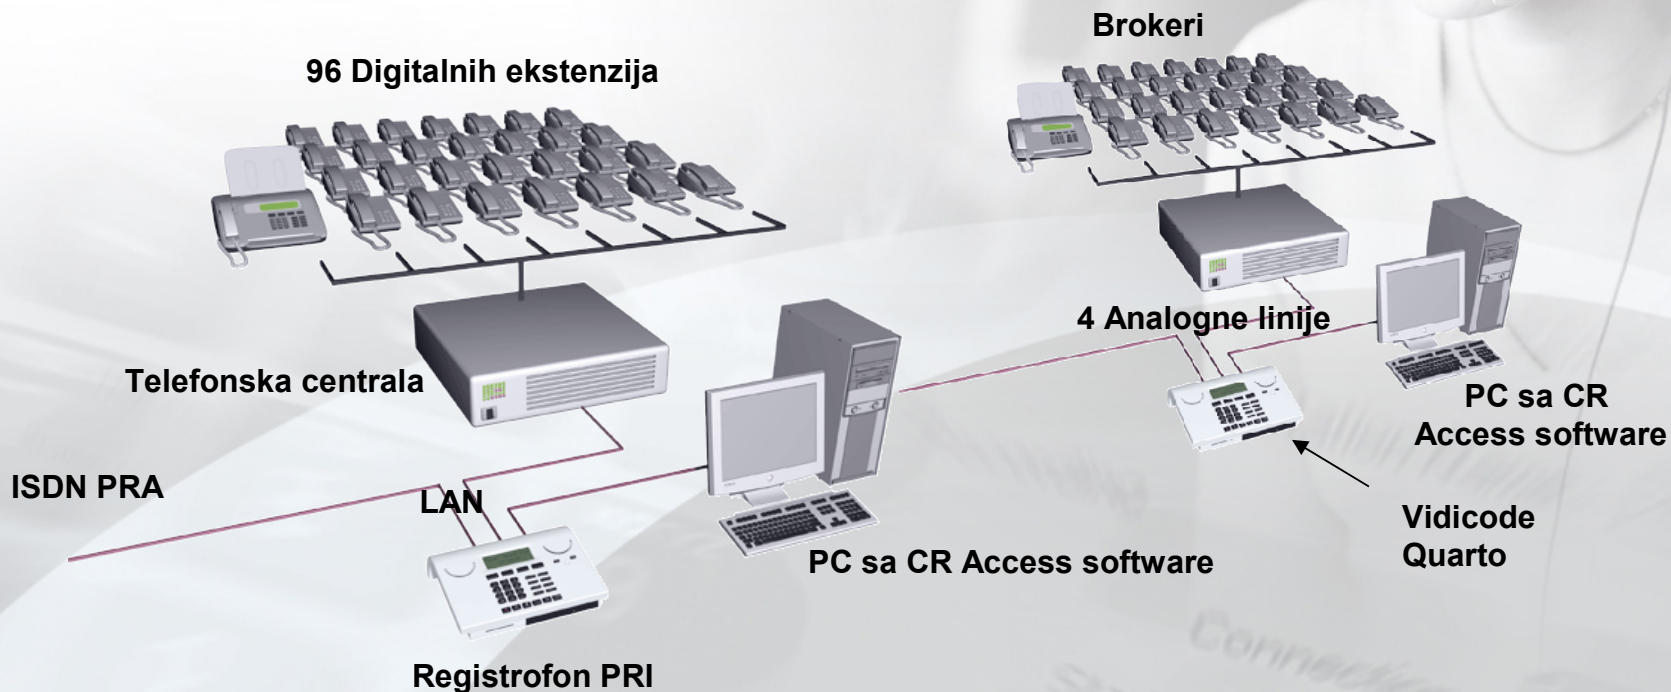 Brokeri
96 Digitalnih ekstenzija
4 Analogne linije
Telefonska centrala
PC sa CR
Access software
ISDN PRA
LAN
Vidicode
Quarto
PC sa CR Access software
Registrofon PRI